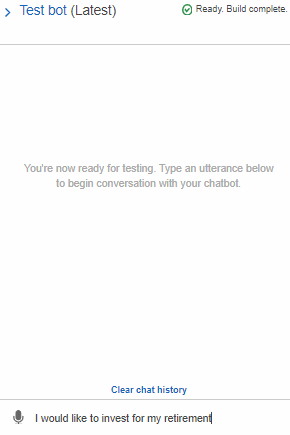 Test bot (Latest) Ready. Build complete.
You're now ready for testing. Type an utterance below
to begin conversation with your chatbot.
Clear chat history
I would like to invest for my retirement